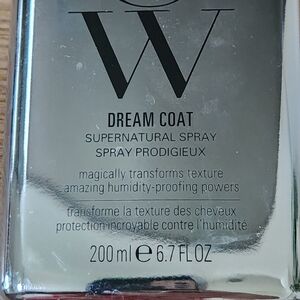 W
DREAM COAT
SUPERNATURAL SPRAY
SPRAY PRODIGIEUX
magically transforms texture
amazing humidity-proofing powers
transforme la texture des cheveux
protection incroyable contre l'humidité
200 ml ℮ 6.7 FL OZ